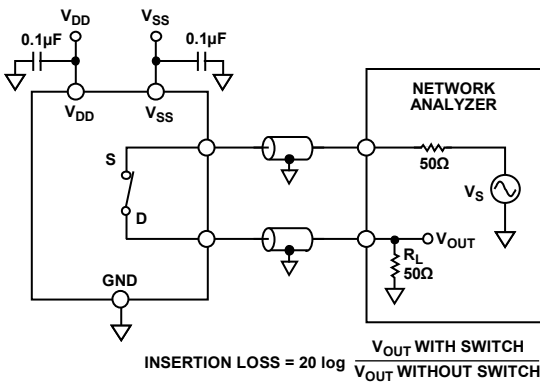 VDD
VSS
0.1µF
0.1µF
VDD
VSS
NETWORK
ANALYZER
S
50Ω
VS
D
VOUT
RL
50Ω
GND
INSERTION LOSS = 20 log VOUT WITH SWITCH
VOUT WITHOUT SWITCH